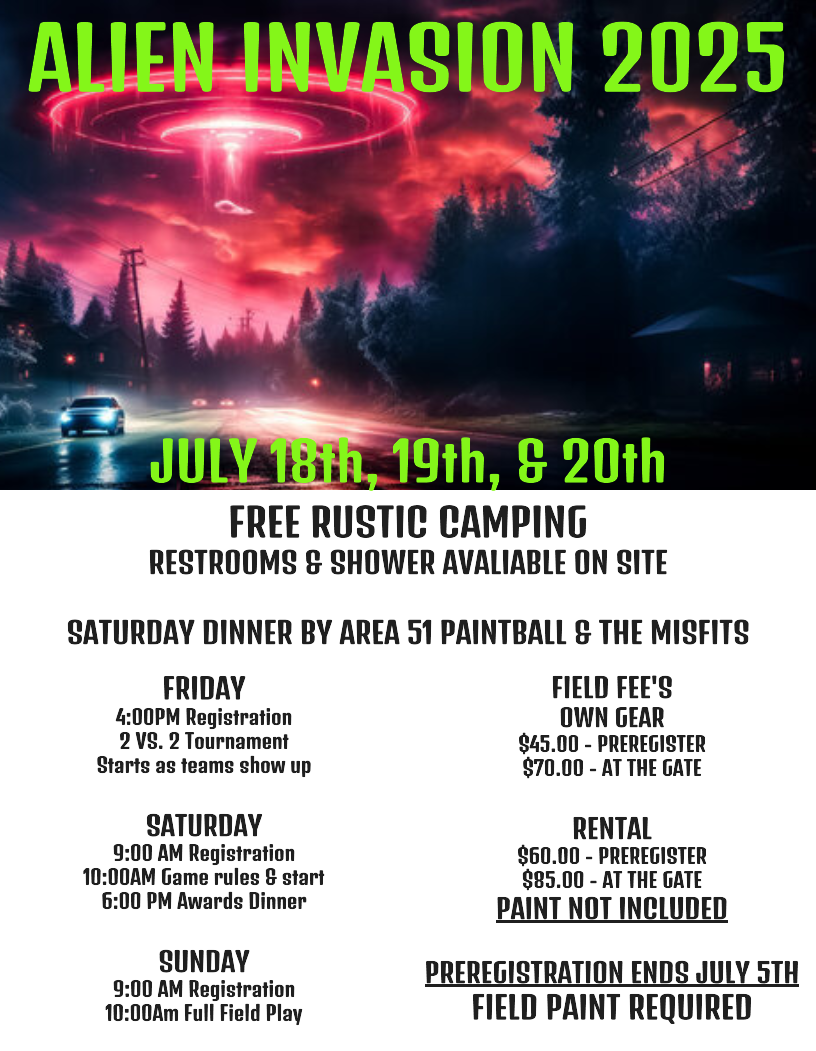 ALIEN INVASION 2025
JULY 18th, 19th, & 20th
FREE RUSTIC CAMPING
RESTROOMS & SHOWER AVALIABLE ON SITE
SATURDAY DINNER BY AREA 51 PAINTBALL & THE MISFITS
FRIDAY
4:00PM Registration
2 VS. 2 Tournament
Starts as teams show up
SATURDAY
9:00 AM Registration
10:00AM Game rules & start
6:00 PM Awards Dinner
SUNDAY
9:00 AM Registration
10:00Am Full Field Play
FIELD FEE'S
OWN GEAR
$45.00 - PREREGISTER
$70.00 - AT THE GATE
RENTAL
$60.00 - PREREGISTER
$85.00 - AT THE GATE
PAINT NOT INCLUDED
PREREGISTRATION ENDS JULY 5TH
FIELD PAINT REQUIRED